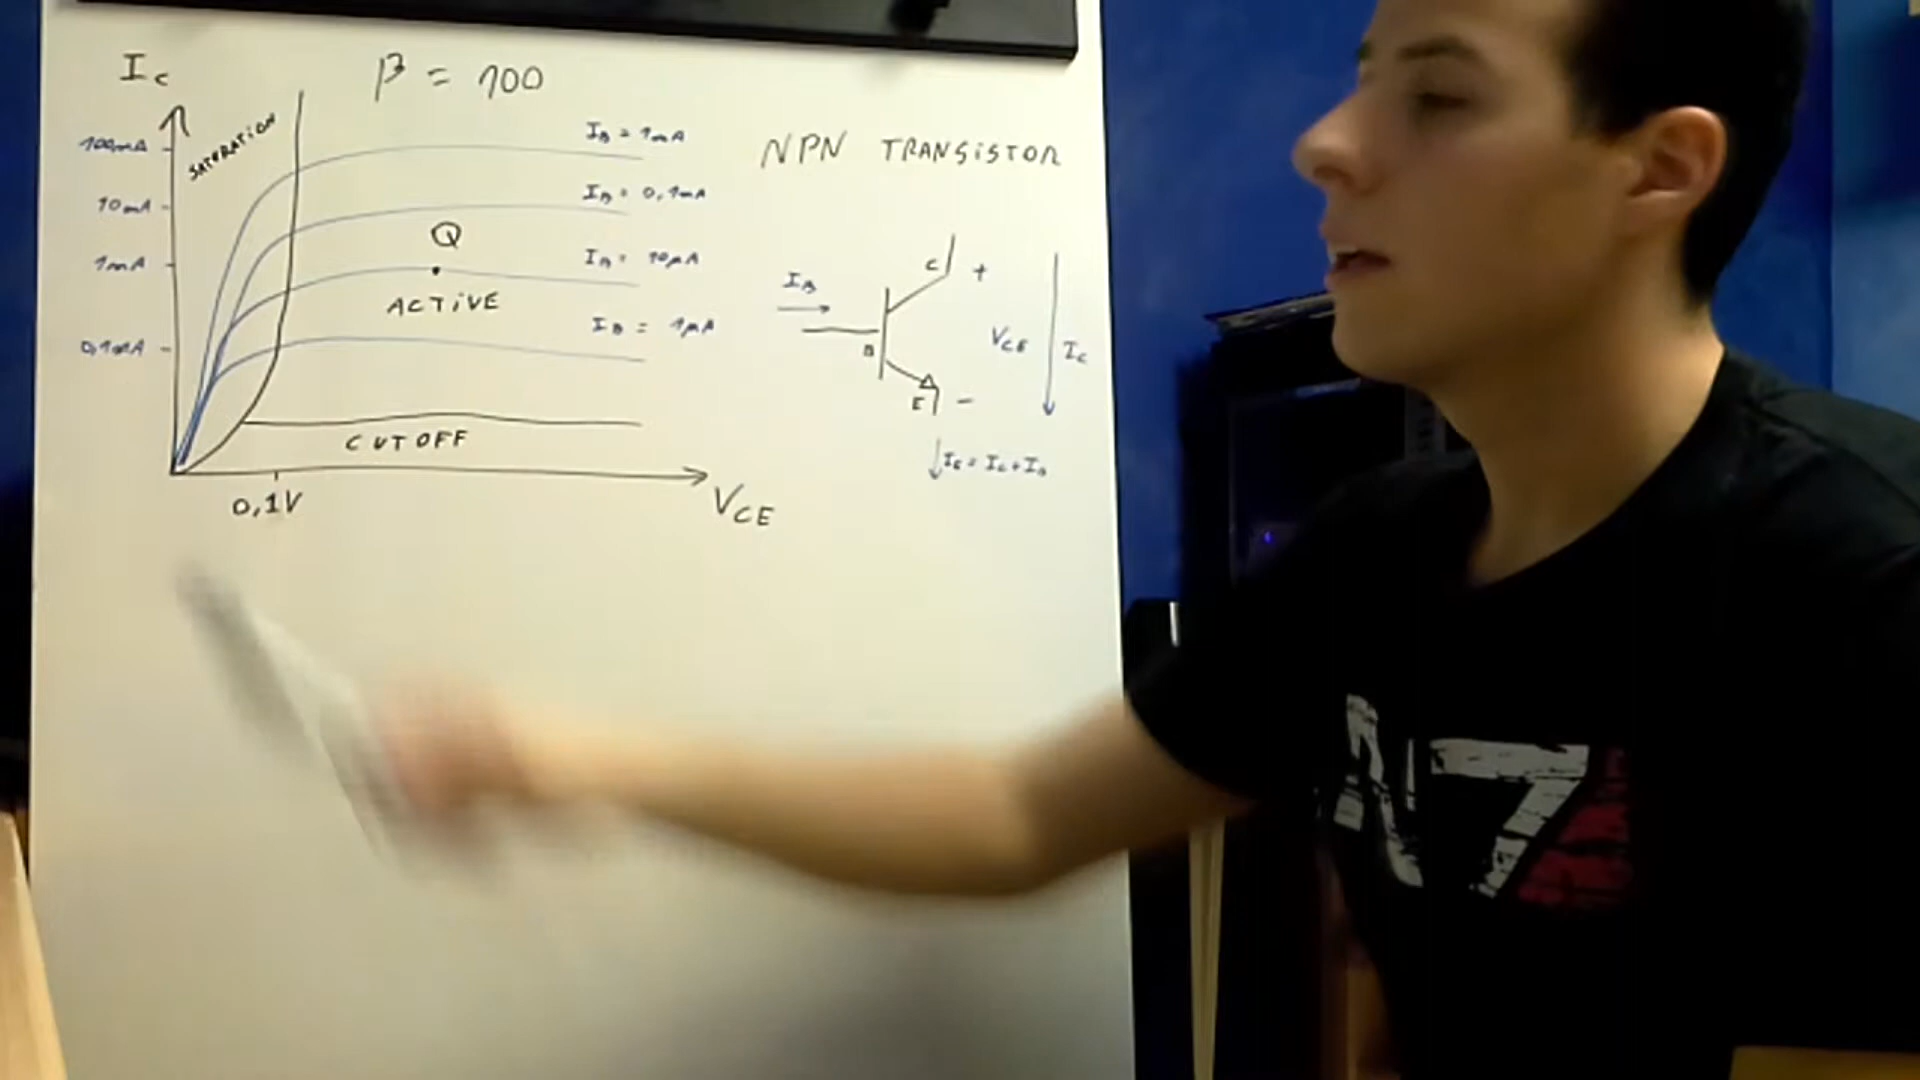 Ic
β = 100
SATURATION
100mA
10mA
1mA
0,1mA
IB = 1mA
IB = 0,1mA
IB = 10μA
IB = 1μA
Q
ACTIVE
CUTOFF
0,1V
VCE
NPN TRANSISTOR
IB
B
C +
E -
VCE
Ic
IE = Ic + IB
N7